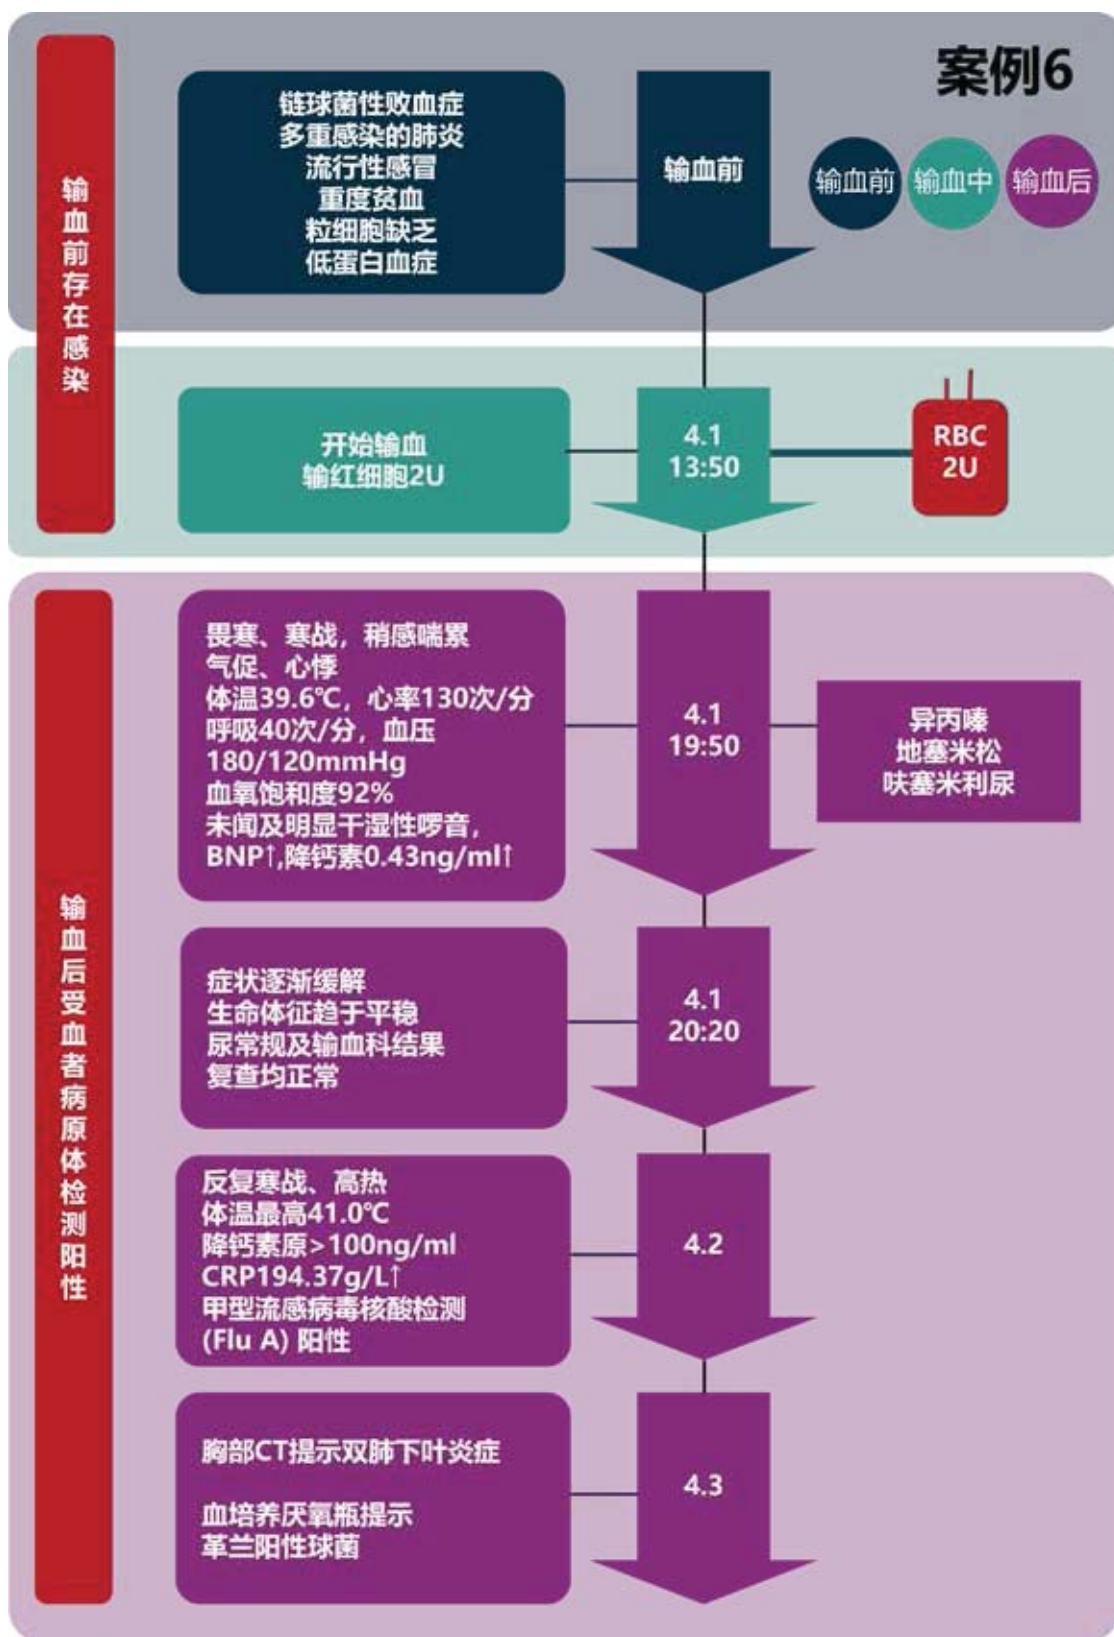 案例6
输血前
输血中
输血后
输血前存在感染
链球菌性败血症
多重感染的肺炎
流行性感冒
重度贫血
粒细胞缺乏
低蛋白血症
输血前
开始输血
输红细胞2U
4.1
13:50
RBC
2U
输血后受血者病原体检测阳性
畏寒、寒战，稍感喘累
气促、心悸
体温39.6℃，心率130次/分
呼吸40次/分，血压
180/120mmHg
血氧饱和度92%
未闻及明显干湿性啰音，
BNP↑,降钙素0.43ng/ml↑
4.1
19:50
异丙嗪
地塞米松
呋塞米利尿
症状逐渐缓解
生命体征趋于平稳
尿常规及输血科结果
复查均正常
4.1
20:20
反复寒战、高热
体温最高41.0℃
降钙素原>100ng/ml
CRP194.37g/L↑
甲型流感病毒核酸检测
(Flu A) 阳性
4.2
胸部CT提示双肺下叶炎症
血培养厌氧瓶提示
革兰阳性球菌
4.3